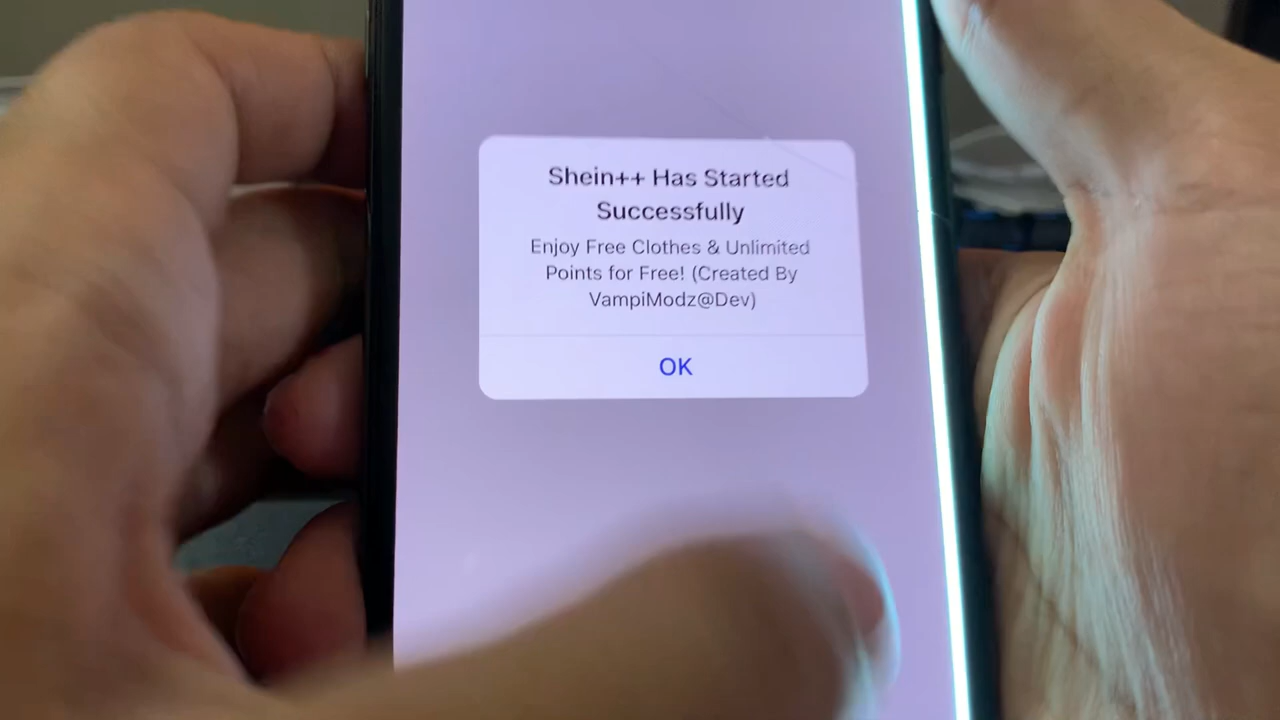 Shein++ Has Started
Successfully
Enjoy Free Clothes & Unlimited
Points for Free! (Created By
VampiModz@Dev)
OK